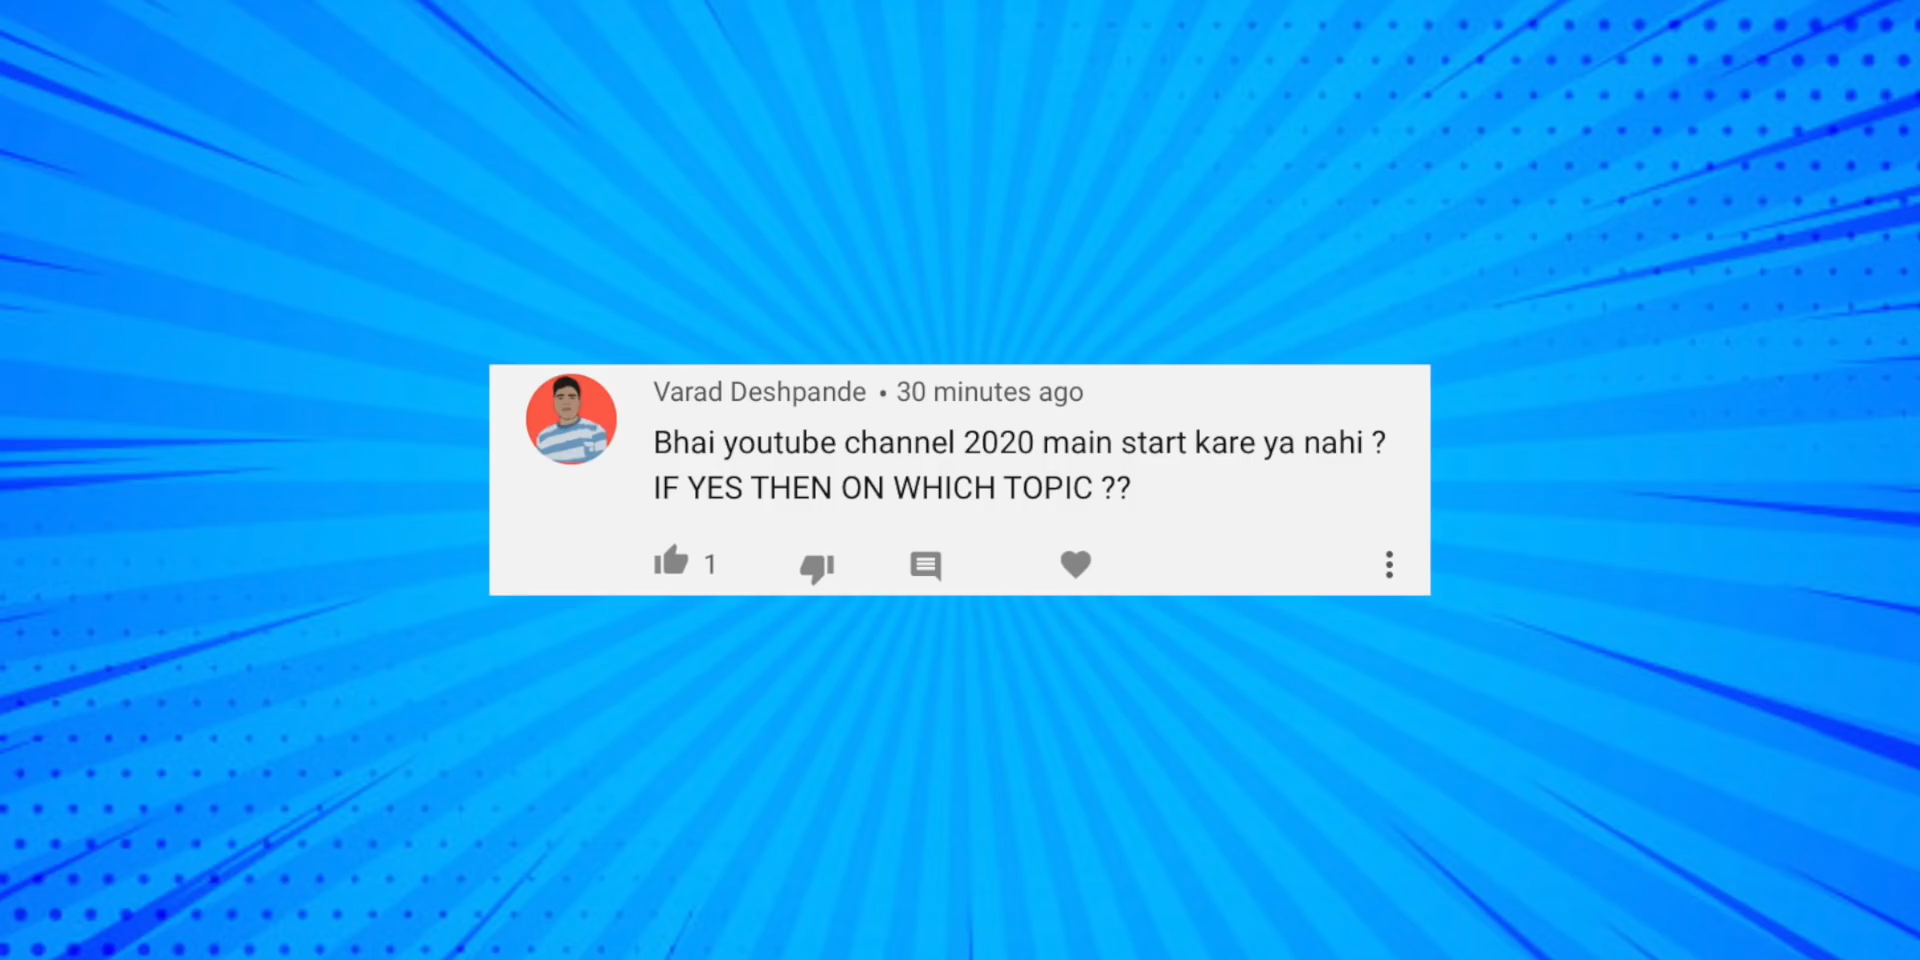 Varad Deshpande • 30 minutes ago
Bhai youtube channel 2020 main start kare ya nahi ?
IF YES THEN ON WHICH TOPIC ??
1